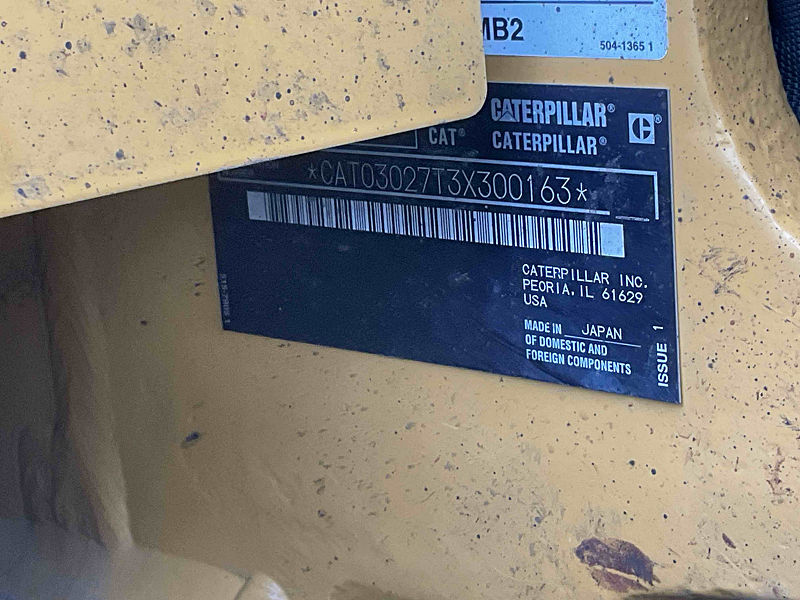 MB2
504-1365 1
CATERPILLAR®
CAT® CATERPILLAR®
C®
*CAT03027T3X300163*
CATERPILLAR INC.
PEORIA, IL 61629
USA
MADE IN JAPAN
OF DOMESTIC AND
FOREIGN COMPONENTS
ISSUE 1